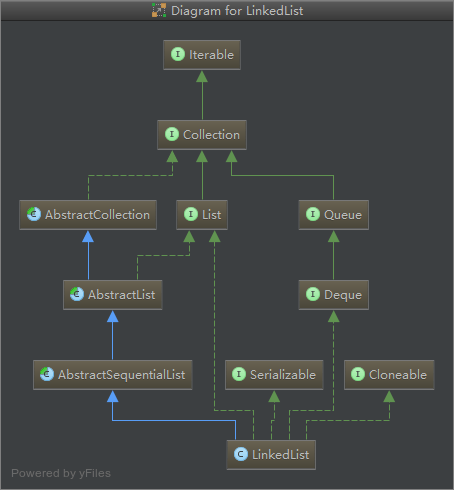 Diagram for LinkedList
I Iterable
I Collection
C AbstractCollection
I List
I Queue
C AbstractList
I Deque
C AbstractSequentialList
I Serializable
I Cloneable
C LinkedList
Powered by yFiles